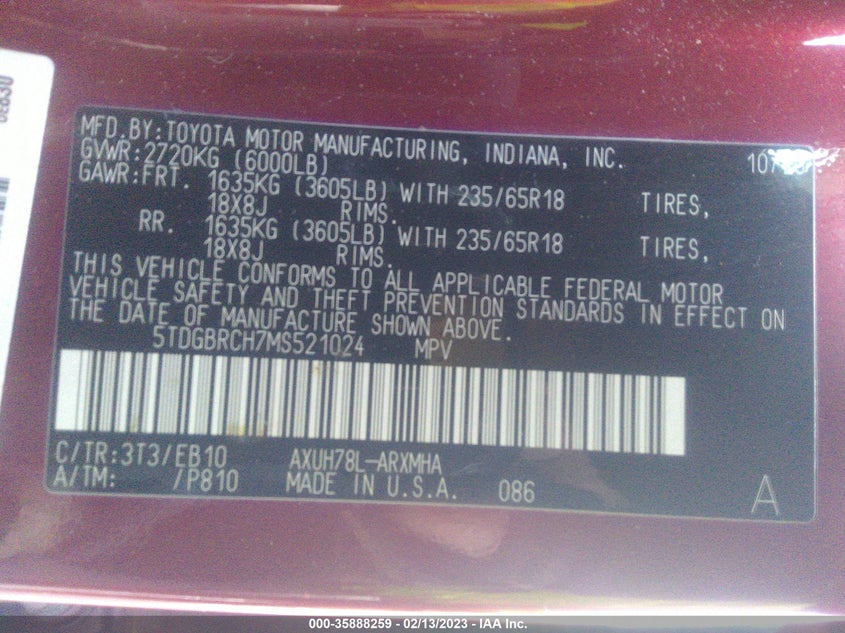 MFD.BY:TOYOTA MOTOR MANUFACTURING, INDIANA, INC.
GVWR:2720KG (6000LB)
GAWR:FRT. 1635KG (3605LB) WITH 235/65R18 TIRES,
18X8J RIMS.
RR. 1635KG (3605LB) WITH 235/65R18 TIRES,
18X8J RIMS.
THIS VEHICLE CONFORMS TO ALL APPLICABLE FEDERAL MOTOR
VEHICLE SAFETY AND THEFT PREVENTION STANDARDS IN EFFECT ON
THE DATE OF MANUFACTURE SHOWN ABOVE.
5TDGBRCH7MS521024 MPV
C/TR:3T3/EB10 AXUH78L-ARXMHA
A/TM: /P810 MADE IN U.S.A. 086 A
000-35888259 - 02/13/2023 - IAA Inc.